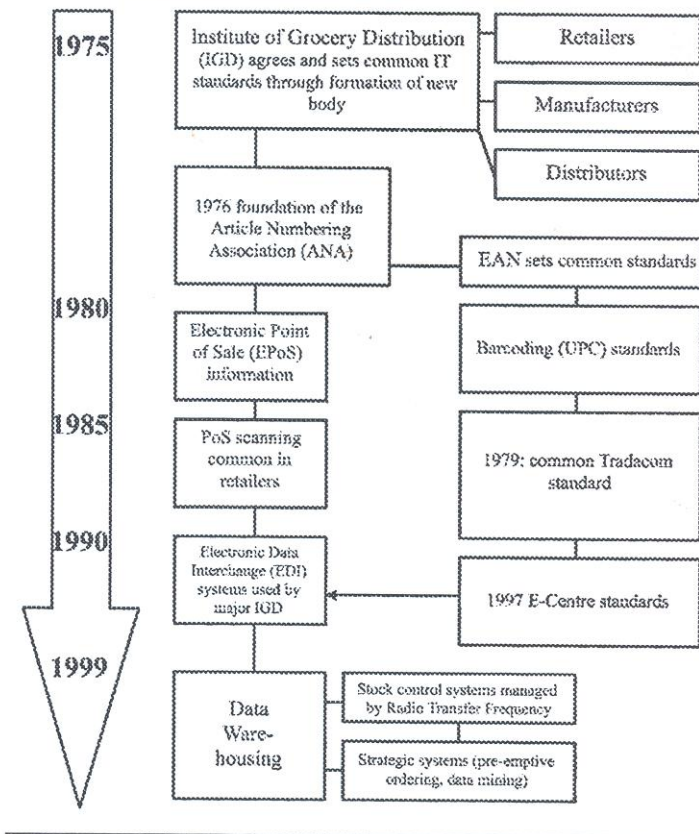 1975
Institute of Grocery Distribution
(IGD) agrees and sets common IT
standards through formation of new
body
Retailers
Manufacturers
Distributors
1976 foundation of the
Article Numbering
Association (ANA)
EAN sets common standards
1980
Electronic Point
of Sale (EPoS)
information
Barcoding (UPC) standards
1985
PoS scanning
common in
retailers
1979: common Tradacom
standard
1990
Electronic Data
Interchange (EDI)
systems used by
major IGD
1997 E-Centre standards
1999
Data
Ware-
housing
Stock control systems managed
by Radio Transfer Frequency
Strategic systems (pre-emptive
ordering, data mining)